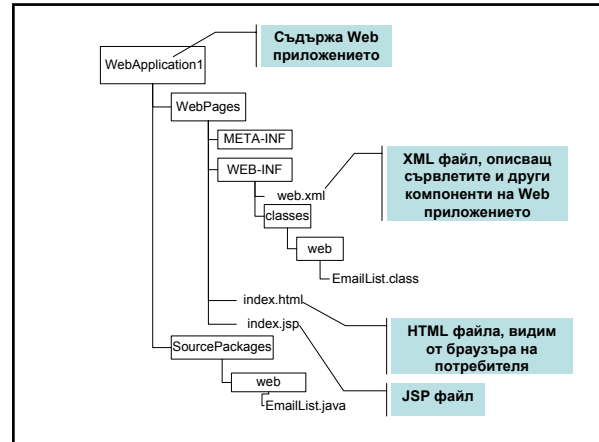 Съдържа Web
приложението
WebApplication1
WebPages
META-INF
WEB-INF
web.xml
XML файл, описващ
сървлетите и други
компоненти на Web
приложението
classes
web
EmailList.class
index.html
index.jsp
HTML файла, видим
от браузъра на
потребителя
SourcePackages
web
EmailList.java
JSP файл